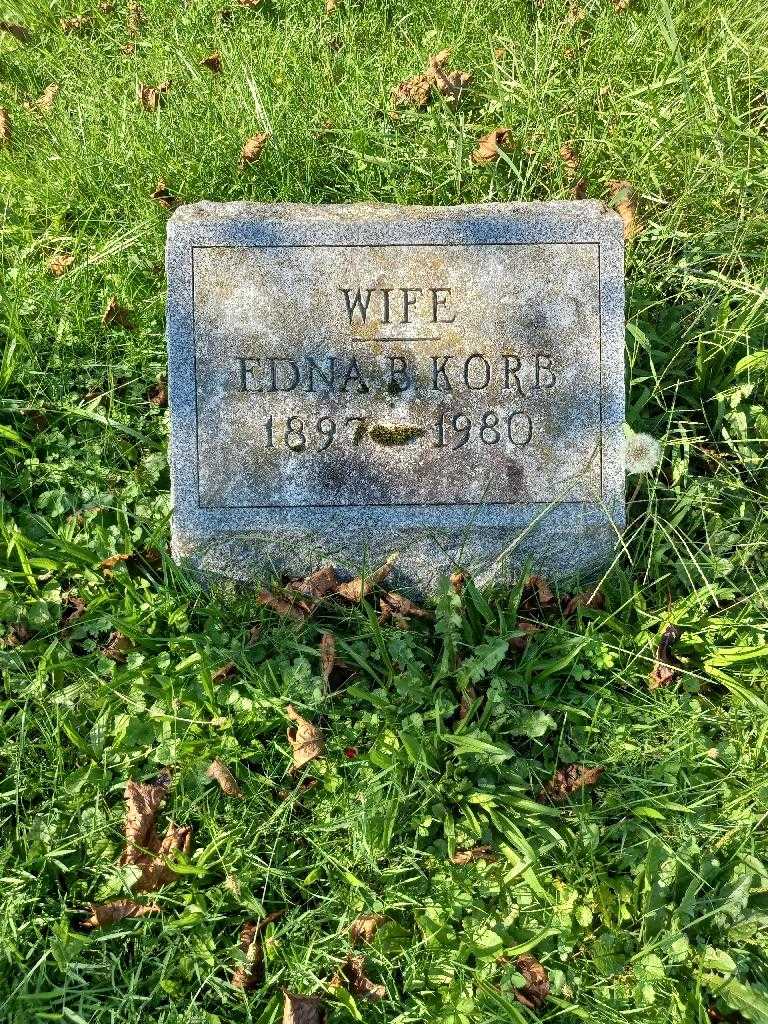 WIFE
EDNA B. KORB
1897 – 1980